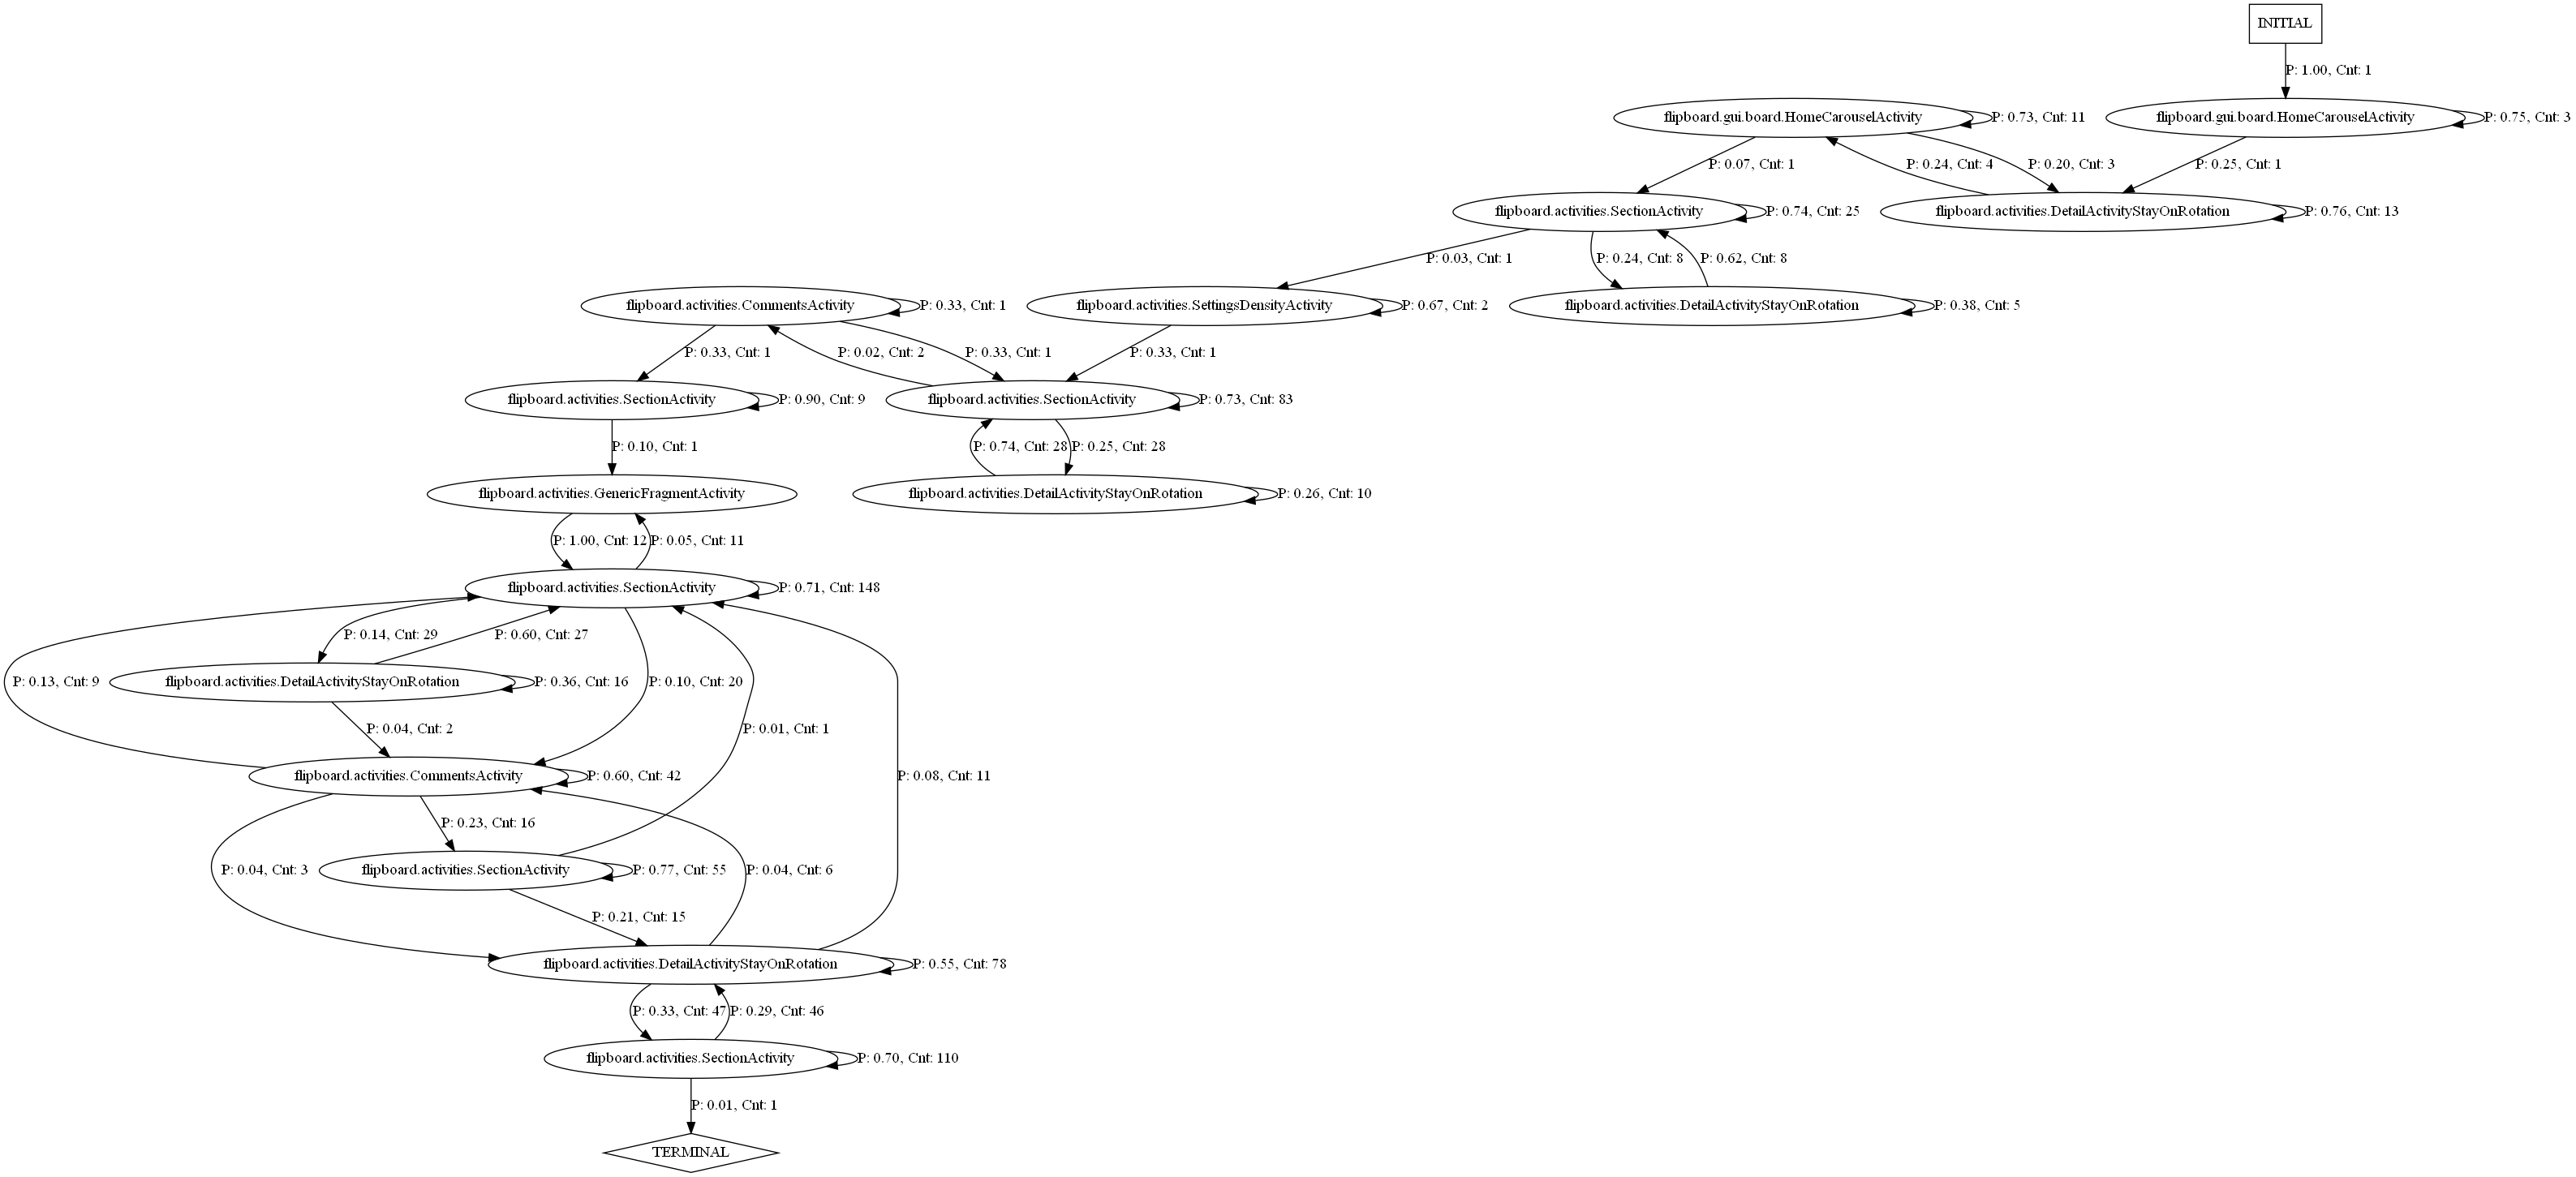 INITIAL
P: 1.00, Cnt: 1
flipboard.gui.board.HomeCarouselActivity
P: 0.73, Cnt: 11
flipboard.gui.board.HomeCarouselActivity
P: 0.75, Cnt: 3
P: 0.07, Cnt: 1
P: 0.24, Cnt: 4
P: 0.20, Cnt: 3
P: 0.25, Cnt: 1
flipboard.activities.SectionActivity
P: 0.74, Cnt: 25
flipboard.activities.DetailActivityStayOnRotation
P: 0.76, Cnt: 13
P: 0.03, Cnt: 1
P: 0.24, Cnt: 8
P: 0.62, Cnt: 8
flipboard.activities.CommentsActivity
P: 0.33, Cnt: 1
flipboard.activities.SettingsDensityActivity
P: 0.67, Cnt: 2
flipboard.activities.DetailActivityStayOnRotation
P: 0.38, Cnt: 5
P: 0.33, Cnt: 1
P: 0.02, Cnt: 2
P: 0.33, Cnt: 1
P: 0.33, Cnt: 1
flipboard.activities.SectionActivity
P: 0.90, Cnt: 9
flipboard.activities.SectionActivity
P: 0.73, Cnt: 83
P: 0.10, Cnt: 1
P: 0.74, Cnt: 28
P: 0.25, Cnt: 28
flipboard.activities.GenericFragmentActivity
flipboard.activities.DetailActivityStayOnRotation
P: 0.26, Cnt: 10
P: 1.00, Cnt: 12
P: 0.05, Cnt: 11
flipboard.activities.SectionActivity
P: 0.71, Cnt: 148
P: 0.14, Cnt: 29
P: 0.60, Cnt: 27
P: 0.13, Cnt: 9
flipboard.activities.DetailActivityStayOnRotation
P: 0.36, Cnt: 16
P: 0.10, Cnt: 20
P: 0.04, Cnt: 2
P: 0.01, Cnt: 1
flipboard.activities.CommentsActivity
P: 0.60, Cnt: 42
P: 0.08, Cnt: 11
P: 0.23, Cnt: 16
P: 0.04, Cnt: 3
flipboard.activities.SectionActivity
P: 0.77, Cnt: 55
P: 0.04, Cnt: 6
P: 0.21, Cnt: 15
flipboard.activities.DetailActivityStayOnRotation
P: 0.55, Cnt: 78
P: 0.33, Cnt: 47
P: 0.29, Cnt: 46
flipboard.activities.SectionActivity
P: 0.70, Cnt: 110
P: 0.01, Cnt: 1
TERMINAL